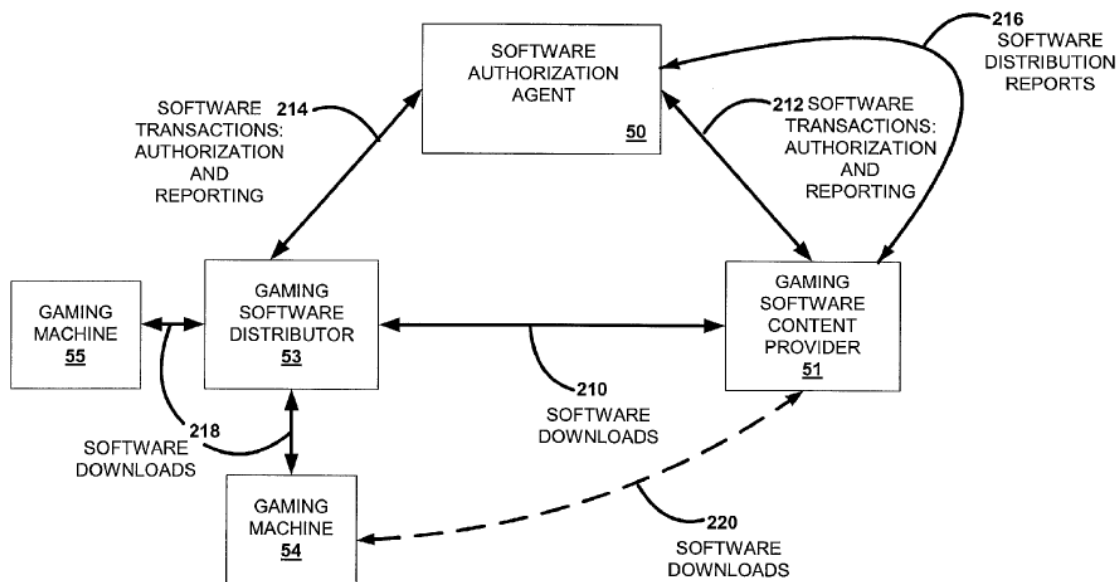 216
SOFTWARE
DISTRIBUTION
REPORTS
SOFTWARE
AUTHORIZATION
AGENT
50
SOFTWARE 214
TRANSACTIONS:
AUTHORIZATION
AND
REPORTING
212 SOFTWARE
TRANSACTIONS:
AUTHORIZATION
AND
REPORTING
GAMING
MACHINE
55
GAMING
SOFTWARE
DISTRIBUTOR
53
GAMING
SOFTWARE
CONTENT
PROVIDER
51
210
SOFTWARE
DOWNLOADS
218
SOFTWARE
DOWNLOADS
GAMING
MACHINE
54
220
SOFTWARE
DOWNLOADS